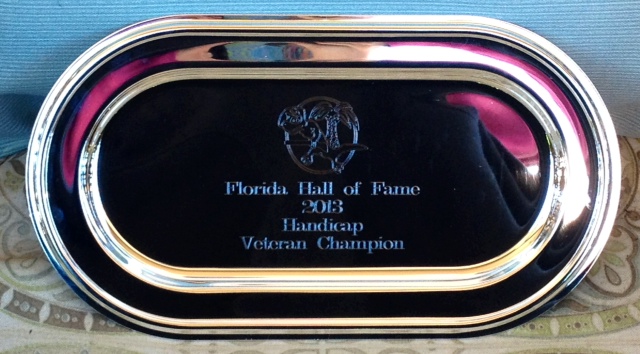 Florida Hall of Fame
2013
Handicap
Veteran Champion